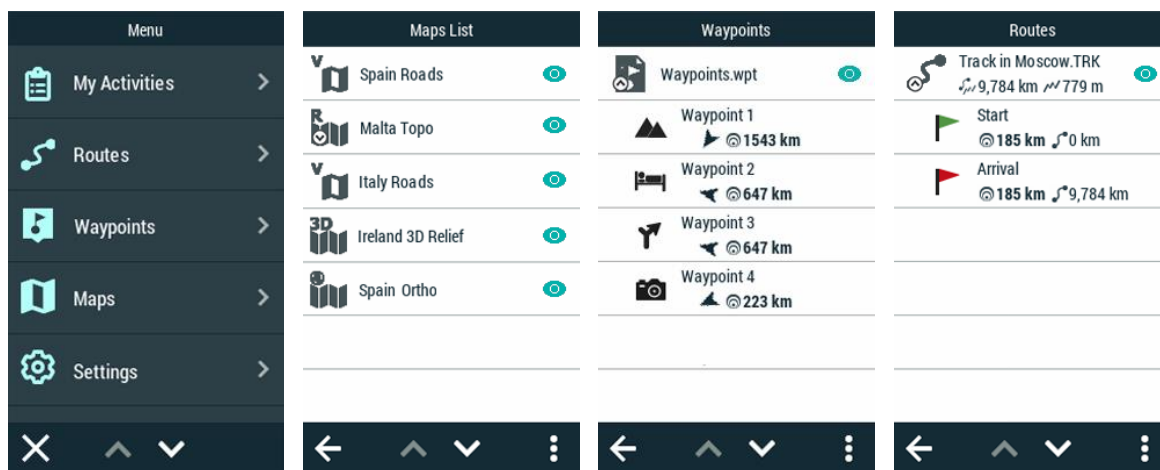 Menu
My Activities
Routes
Waypoints
Maps
Settings
Maps List
V
Spain Roads
R
Malta Topo
V
Italy Roads
3D
Ireland 3D Relief
Spain Ortho
Waypoints
Waypoints.wpt
Waypoint 1
1543 km
Waypoint 2
647 km
Waypoint 3
647 km
Waypoint 4
223 km
Routes
Track in Moscow.TRK
9,784 km 779 m
Start
185 km 0 km
Arrival
185 km 9,784 km